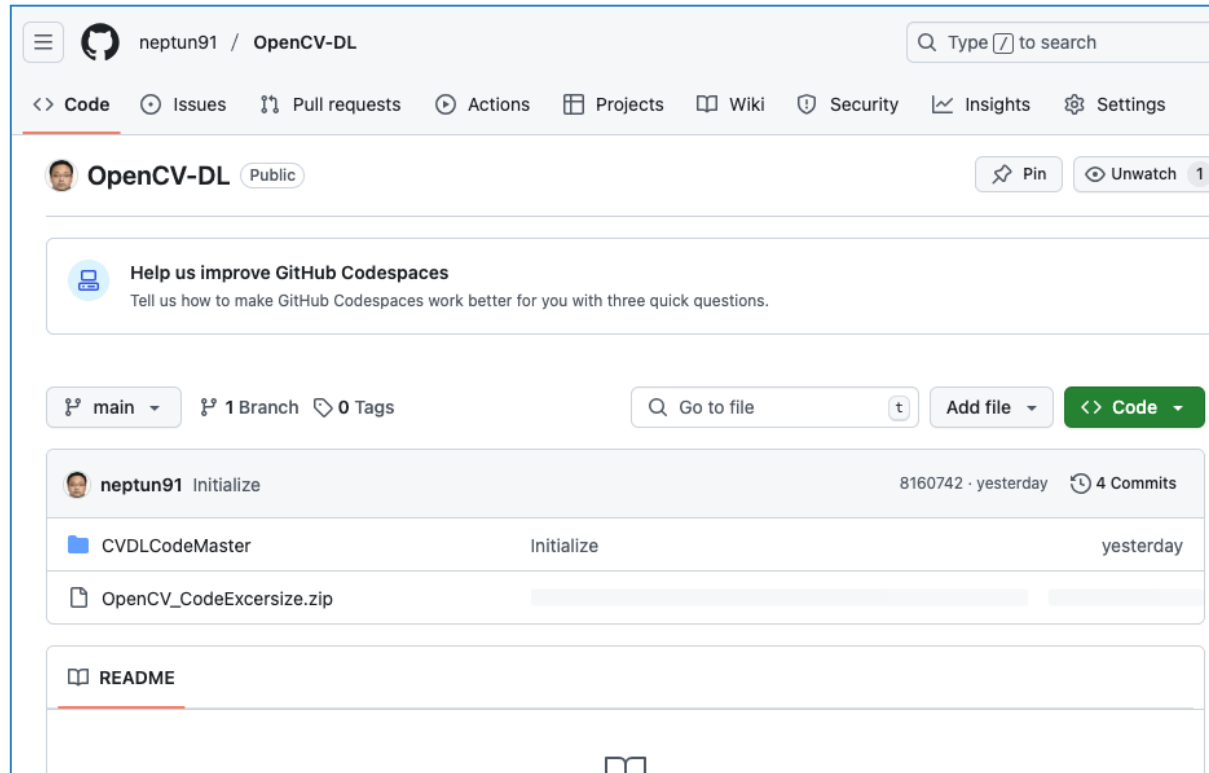 neptun91 / OpenCV-DL
Type / to search
Code Issues Pull requests Actions Projects Wiki Security Insights Settings
OpenCV-DL Public
Pin Unwatch 1
Help us improve GitHub Codespaces
Tell us how to make GitHub Codespaces work better for you with three quick questions.
main 1 Branch 0 Tags Go to file t Add file <> Code
neptun91 Initialize 8160742 · yesterday 4 Commits
CVDLCodeMaster Initialize yesterday
OpenCV_CodeExcersize.zip
README